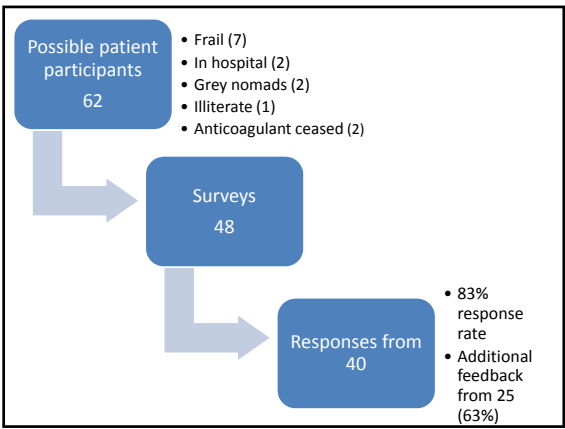 Possible patient
participants
62
• Frail (7)
• In hospital (2)
• Grey nomads (2)
• Illiterate (1)
• Anticoagulant ceased (2)
Surveys
48
Responses from
40
• 83%
response
rate
• Additional
feedback
from 25
(63%)